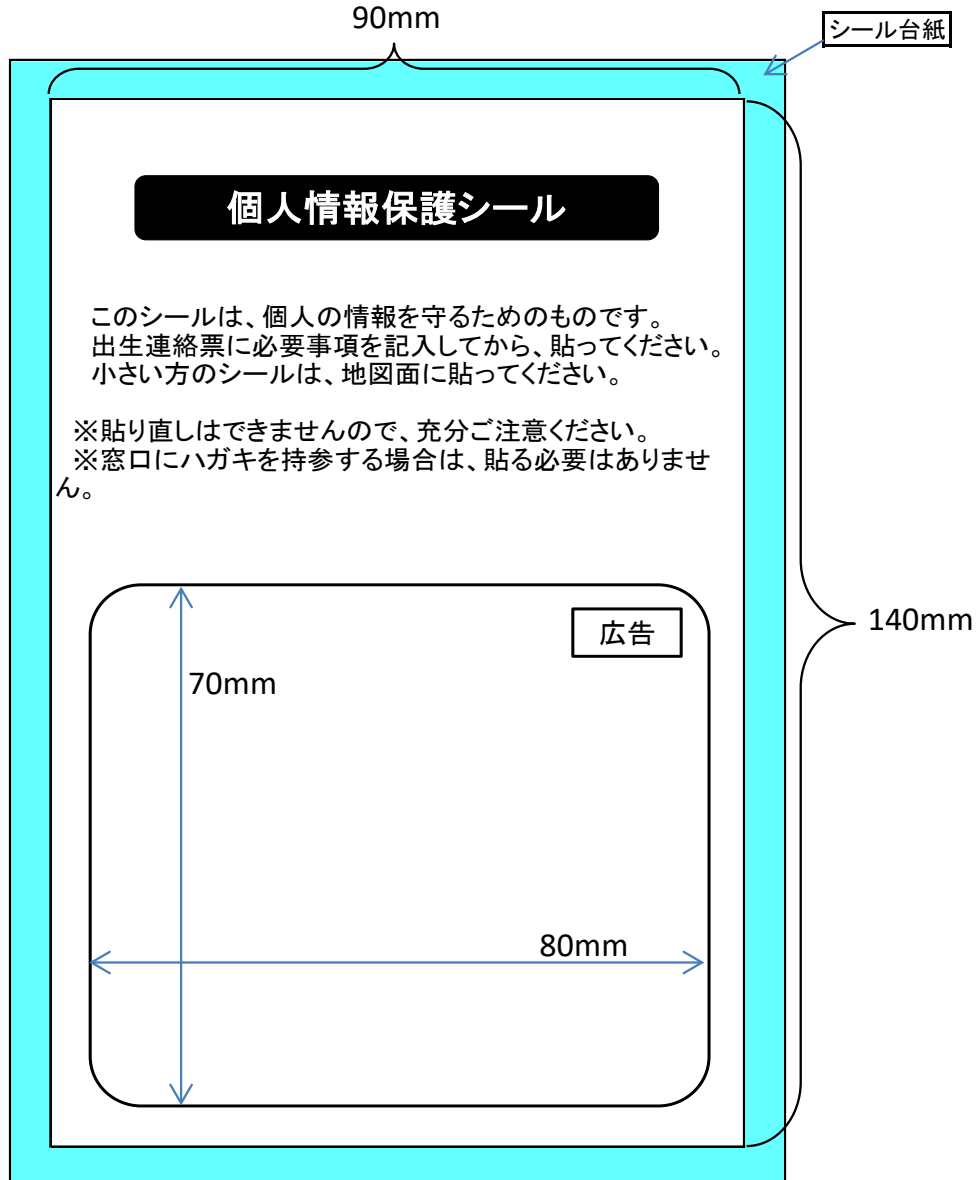 90mm
シール台紙
個人情報保護シール
このシールは、個人の情報を守るためのものです。
出生連絡票に必要事項を記入してから、貼ってください。
小さい方のシールは、地図面に貼ってください。
※貼り直しはできませんので、充分ご注意ください。
※窓口にハガキを持参する場合は、貼る必要はありませ
ん。
広告
140mm
70mm
80mm